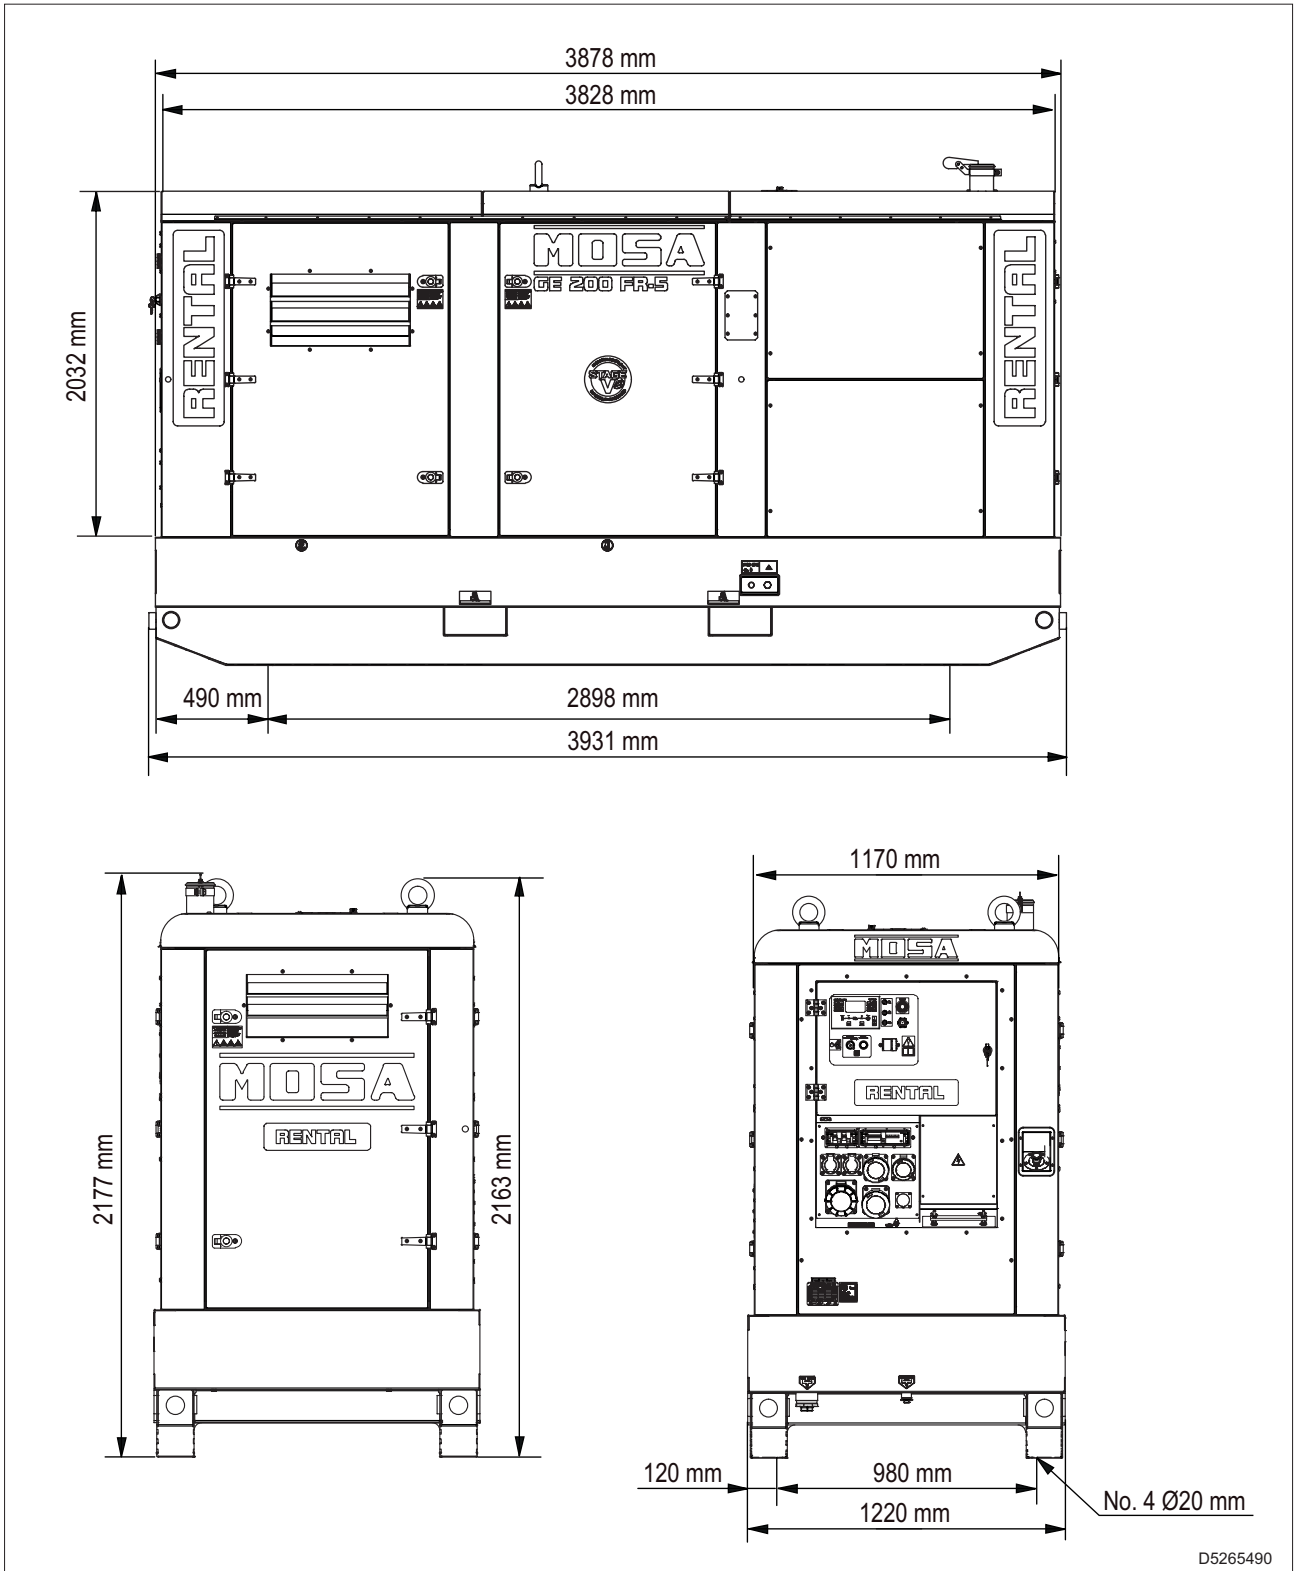 3878 mm
3828 mm
MOSA
GE 200 FR-5
RENTAL
RENTAL
STAGE
V
2032 mm
490 mm
2898 mm
3931 mm
1170 mm
MOSA
MOSA
RENTAL
RENTAL
2177 mm
2163 mm
120 mm
980 mm
1220 mm
No. 4 Ø20 mm
D5265490